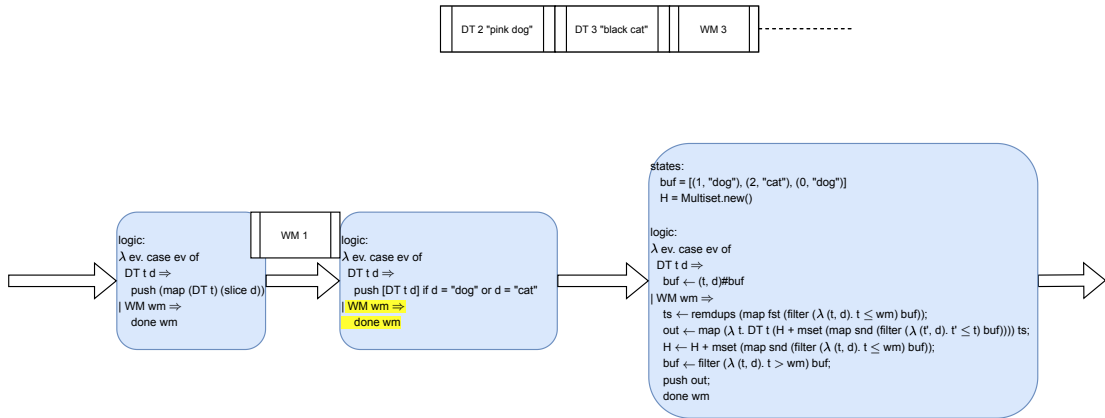 DT 2 "pink dog" DT 3 "black cat" WM 3
WM 1
logic:
λ ev. case ev of
DT t d ⇒
push (map (DT t) (slice d))
| WM wm ⇒
done wm
logic:
λ ev. case ev of
DT t d ⇒
push [DT t d] if d = "dog" or d = "cat"
| WM wm ⇒
done wm
states:
buf = [(1, "dog"), (2, "cat"), (0, "dog")]
H = Multiset.new()
logic:
λ ev. case ev of
DT t d ⇒
buf ← (t, d)#buf
| WM wm ⇒
ts ← remdups (map fst (filter (λ (t, d). t ≤ wm) buf));
out ← map (λ t. DT t (H + mset (map snd (filter (λ (t', d). t' ≤ t) buf)))) ts;
H ← H + mset (map snd (filter (λ (t, d). t ≤ wm) buf));
buf ← filter (λ (t, d). t > wm) buf;
push out;
done wm